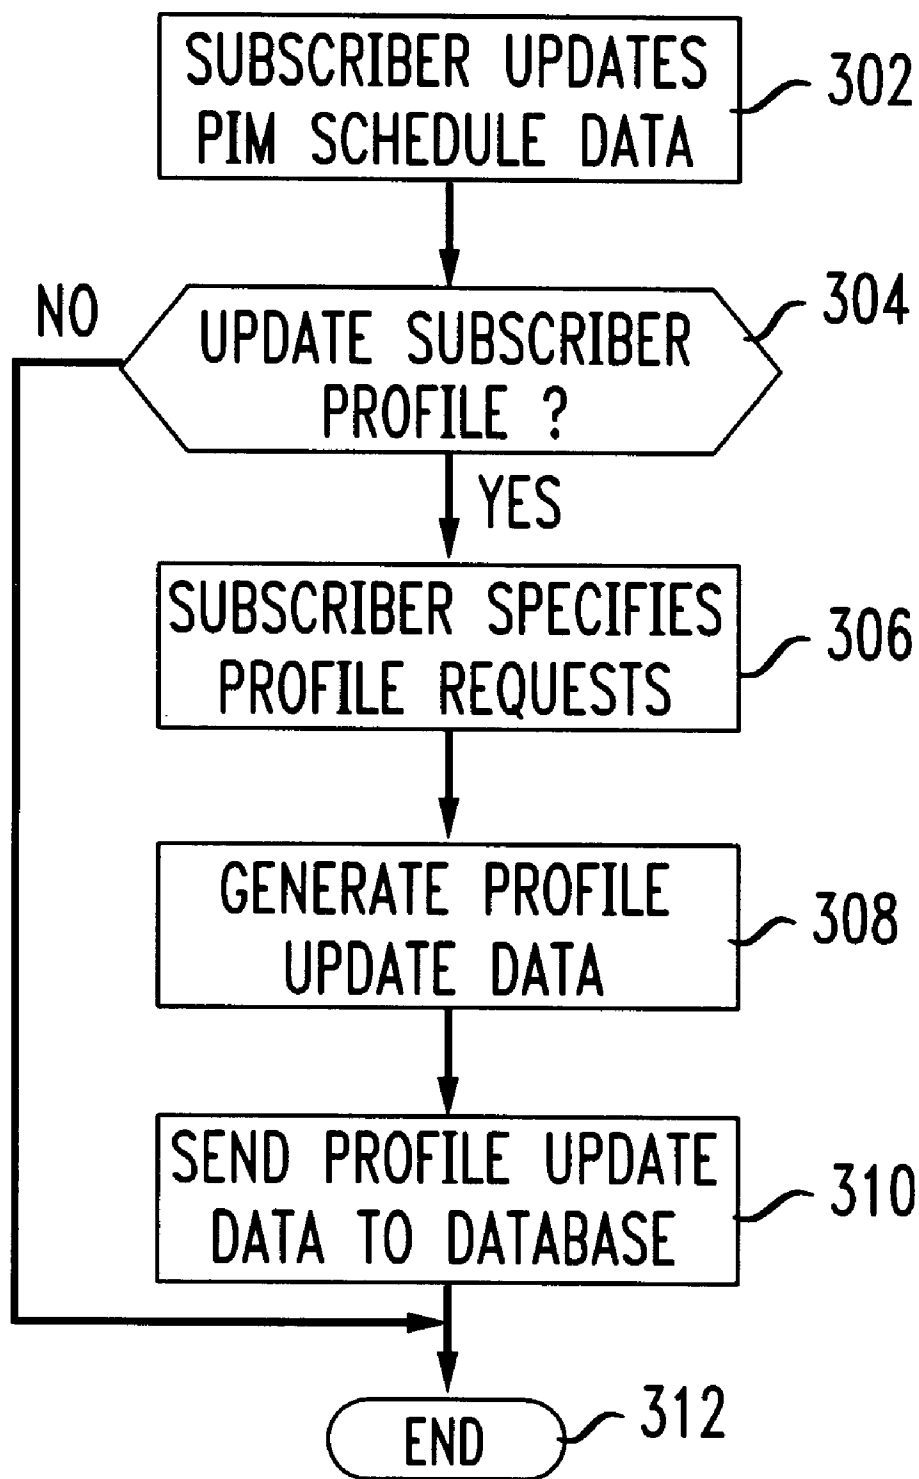 SUBSCRIBER UPDATES
PIM SCHEDULE DATA
302
NO
304
UPDATE SUBSCRIBER
PROFILE ?
YES
SUBSCRIBER SPECIFIES
PROFILE REQUESTS
306
GENERATE PROFILE
UPDATE DATA
308
SEND PROFILE UPDATE
DATA TO DATABASE
310
END
312